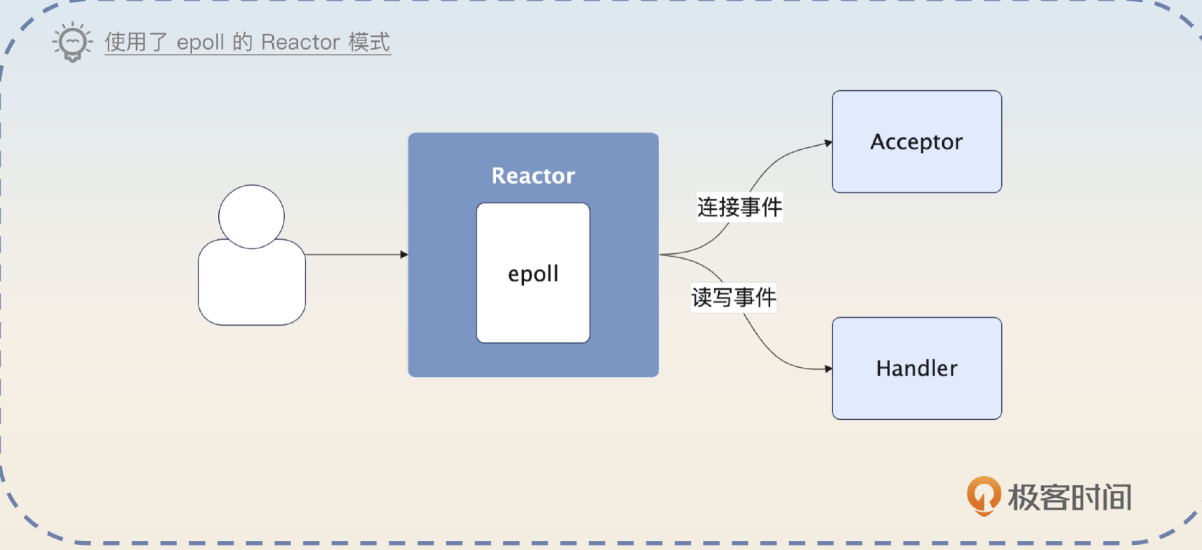 使用了 epoll 的 Reactor 模式
Reactor
epoll
连接事件
读写事件
Acceptor
Handler
极客时间